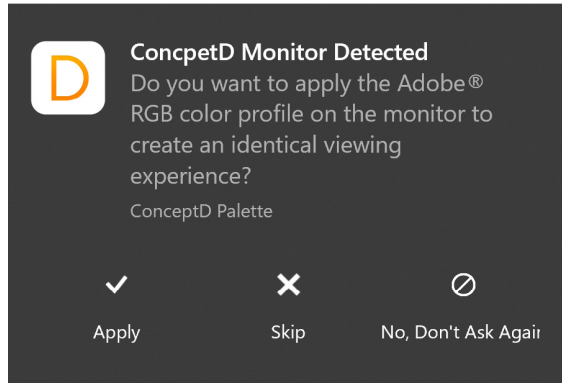 D
ConcpetD Monitor Detected
Do you want to apply the Adobe®
RGB color profile on the monitor to
create an identical viewing
experience?
ConceptD Palette
Apply Skip No, Don't Ask Agair